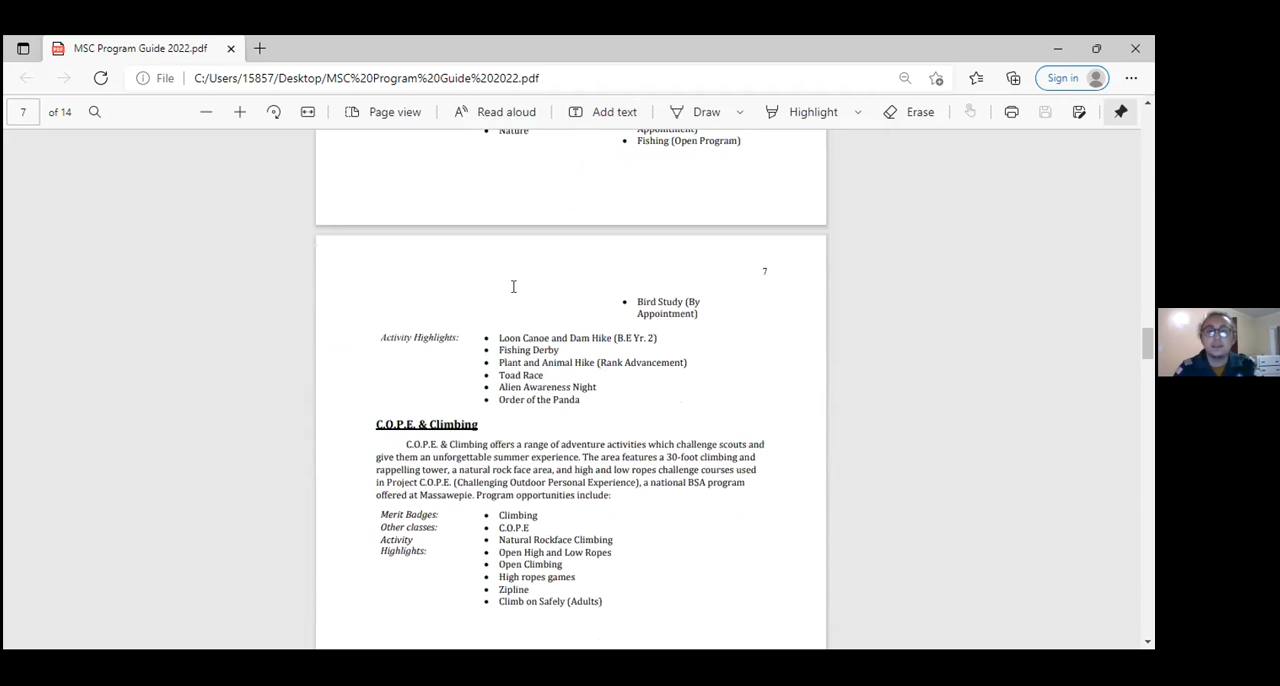 MSC Program Guide 2022.pdf
File
C:/Users/15857/Desktop/MSC%20Program%20Guide%202022.pdf
Sign in
7 of 14
Page view
Read aloud
Add text
Draw
Highlight
Erase
• Nature
Appointment)
• Fishing (Open Program)
7
• Bird Study (By
Appointment)
Activity Highlights:
• Loon Canoe and Dam Hike (B.E Yr. 2)
• Fishing Derby
• Plant and Animal Hike (Rank Advancement)
• Toad Race
• Alien Awareness Night
• Order of the Panda
C.O.P.E. & Climbing
C.O.P.E. & Climbing offers a range of adventure activities which challenge scouts and
give them an unforgettable summer experience. The area features a 30-foot climbing and
rappelling tower, a natural rock face area, and high and low ropes challenge courses used
in Project C.O.P.E. (Challenging Outdoor Personal Experience), a national BSA program
offered at Massawepie. Program opportunities include:
Merit Badges:
• Climbing
Other classes:
• C.O.P.E
Activity
Highlights:
• Natural Rockface Climbing
• Open High and Low Ropes
• Open Climbing
• High ropes games
• Zipline
• Climb on Safely (Adults)